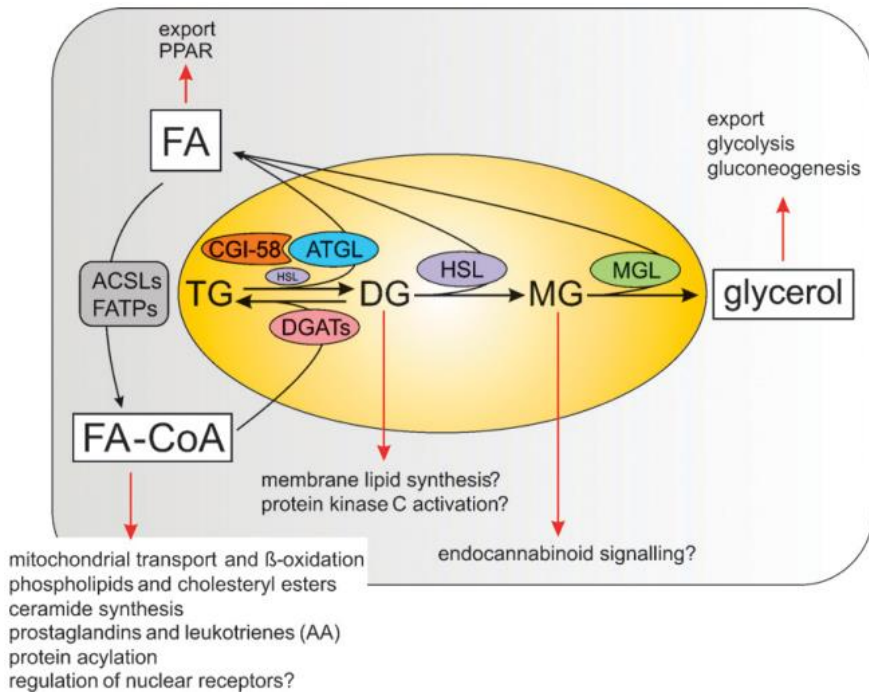 export
PPAR
FA
export
glycolysis
gluconeogenesis
CGI-58
ATGL
HSL
HSL
MGL
ACSLs
FATPs
TG
DG
MG
glycerol
DGATs
FA-CoA
membrane lipid synthesis?
protein kinase C activation?
endocannabinoid signalling?
mitochondrial transport and ß-oxidation
phospholipids and cholesteryl esters
ceramide synthesis
prostaglandins and leukotrienes (AA)
protein acylation
regulation of nuclear receptors?